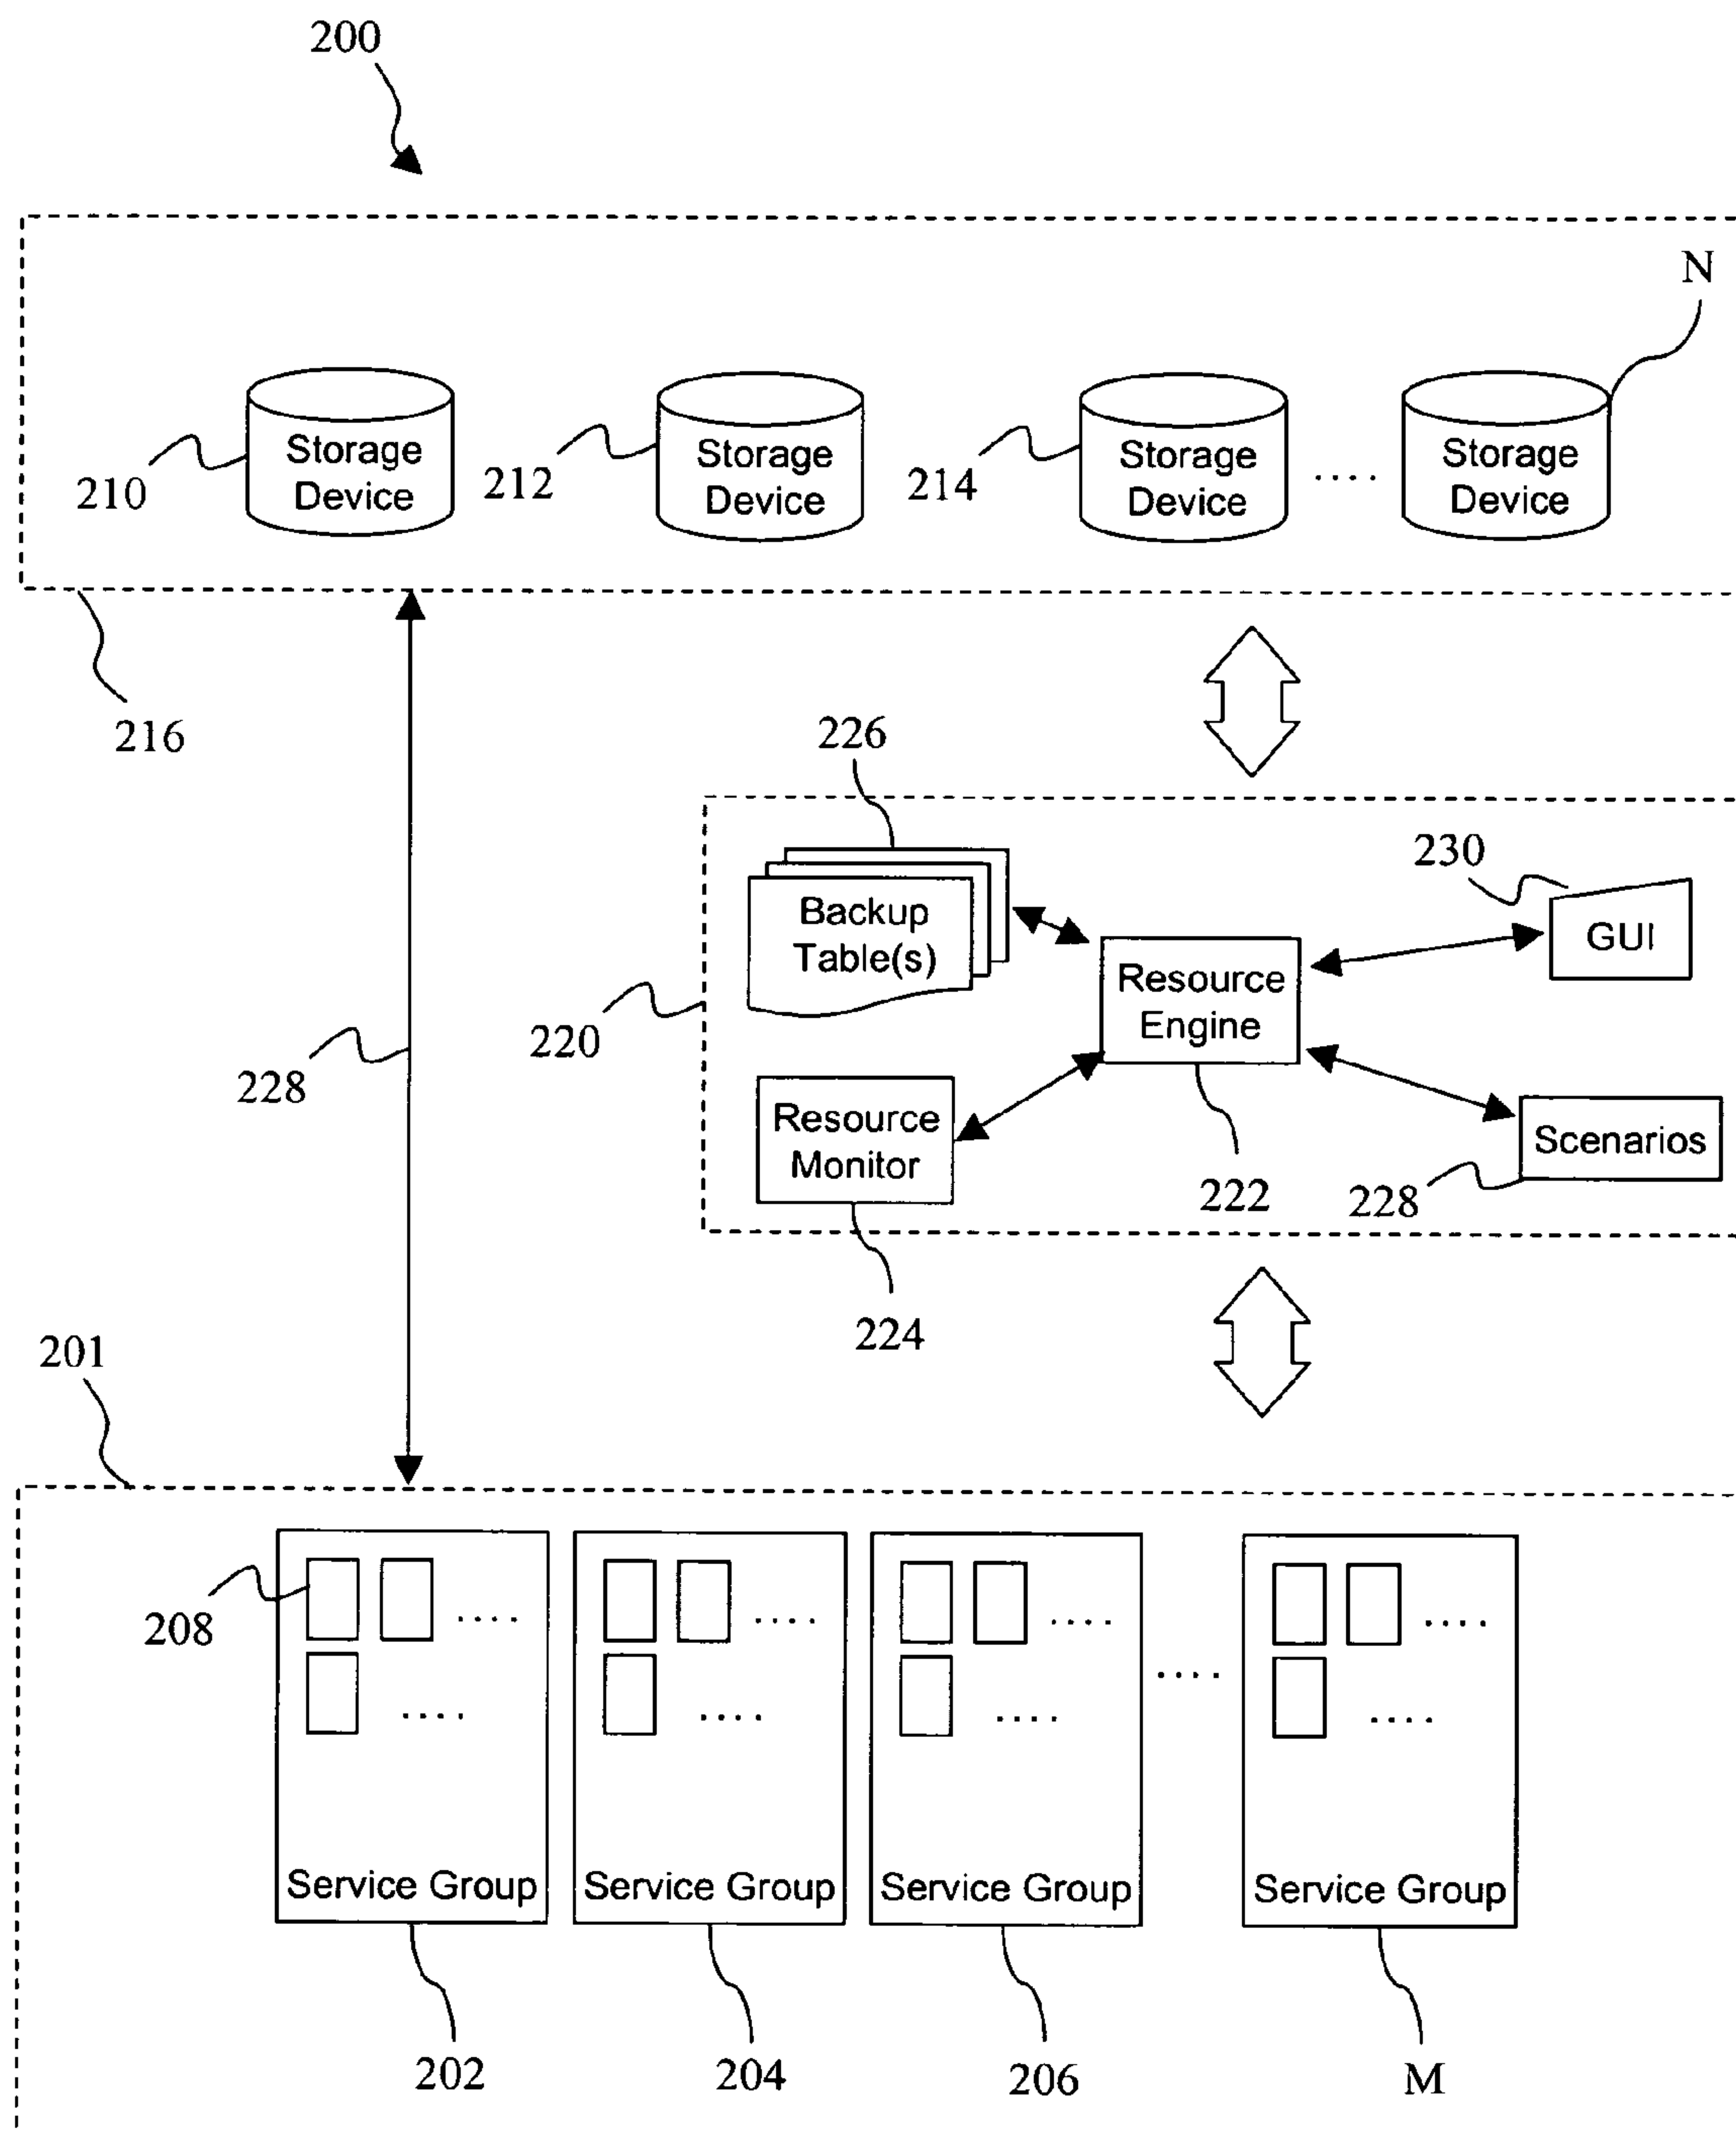 200
N
Storage
Device
Storage
Device
Storage
Device
....
Storage
Device
210
212
214
216
226
230
Backup
Table(s)
GUI
Resource
Engine
220
228
Resource
Monitor
Scenarios
222
228
224
201
208
....
....
....
....
....
....
....
....
....
Service Group
Service Group
Service Group
Service Group
202
204
206
M